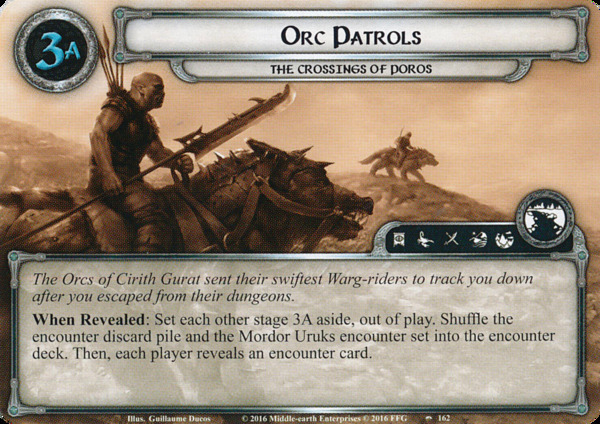 3A
Orc Patrols
The Crossings of Poros
The Orcs of Cirith Gurat sent their swiftest Warg-riders to track you down
after you escaped from their dungeons.
When Revealed: Set each other stage 3A aside, out of play. Shuffle the
encounter discard pile and the Mordor Uruks encounter set into the encounter
deck. Then, each player reveals an encounter card.
Illus. Guillaume Ducos © 2016 Middle-earth Enterprises © 2016 FFG 162